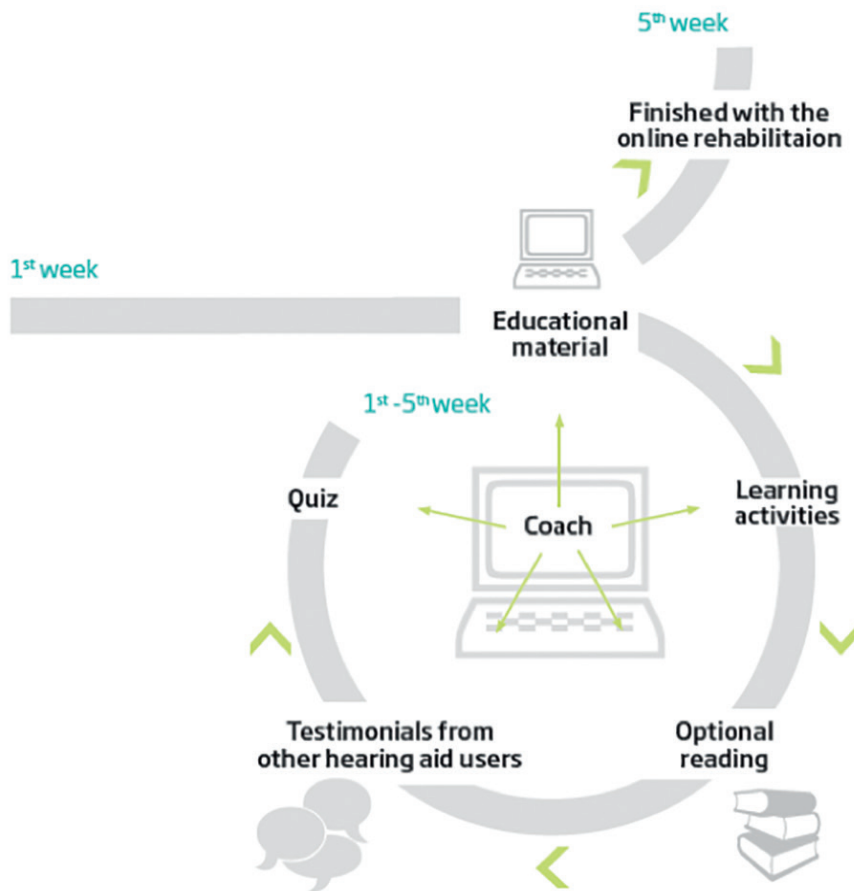 5th week
Finished with the
online rehabilitaion
1st week
Educational
material
1st-5th week
Quiz
Coach
Learning
activities
Testimonials from
other hearing aid users
Optional
reading